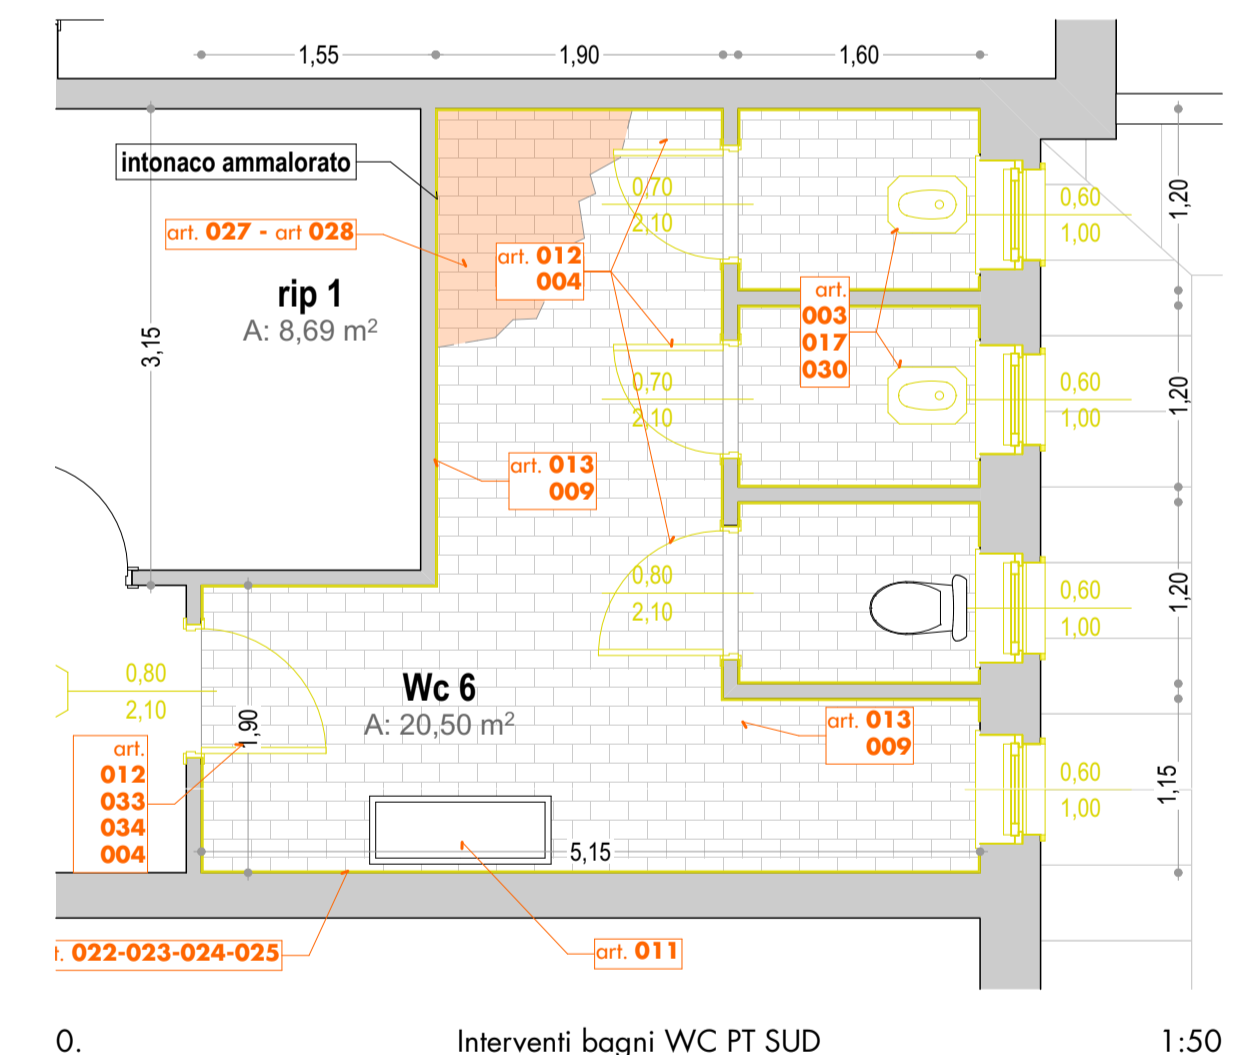 1,55
1,90
1,60
intonaco ammalorato
art. 027 - art 028
rip 1
A: 8,69 m²
3,15
art. 012
004
0,70
2,10
art.
003
017
030
0,60
1,00
1,20
0,70
2,10
0,60
1,00
1,20
art. 013
009
0,80
2,10
0,60
1,00
1,20
0,80
2,10
1,90
Wc 6
A: 20,50 m²
art. 013
009
art.
012
033
034
004
0,60
1,00
1,15
5,15
t. 022-023-024-025
art. 011
0.
Interventi bagni WC PT SUD
1:50